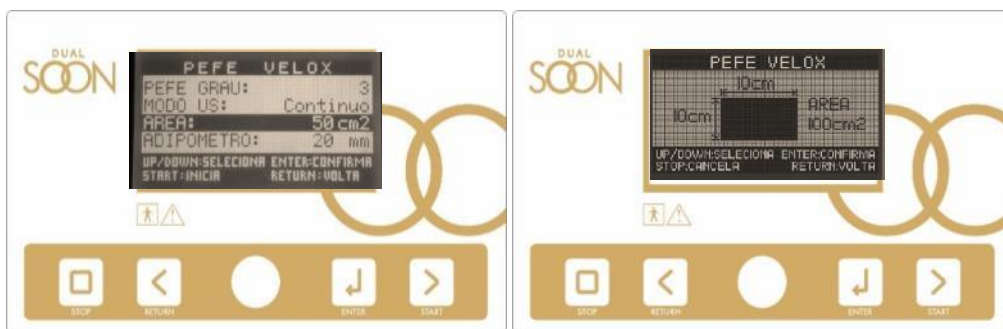 DUAL
SOON
PEFE VELOX
PEFE GRAU: 3
MODO US: Continuo
AREA: 50 cm2
ADIPOMETRO: 20 mm
UP/DOWN:SELECIONA ENTER:CONFIRMA
START:INICIA RETURN:VOLTA
STOP
RETURN
ENTER
START
DUAL
SOON
PEFE VELOX
10cm
10cm
AREA
100cm2
UP/DOWN:SELECIONA ENTER:CONFIRMA
STOP:CANCELA RETURN:VOLTA
STOP
RETURN
ENTER
START